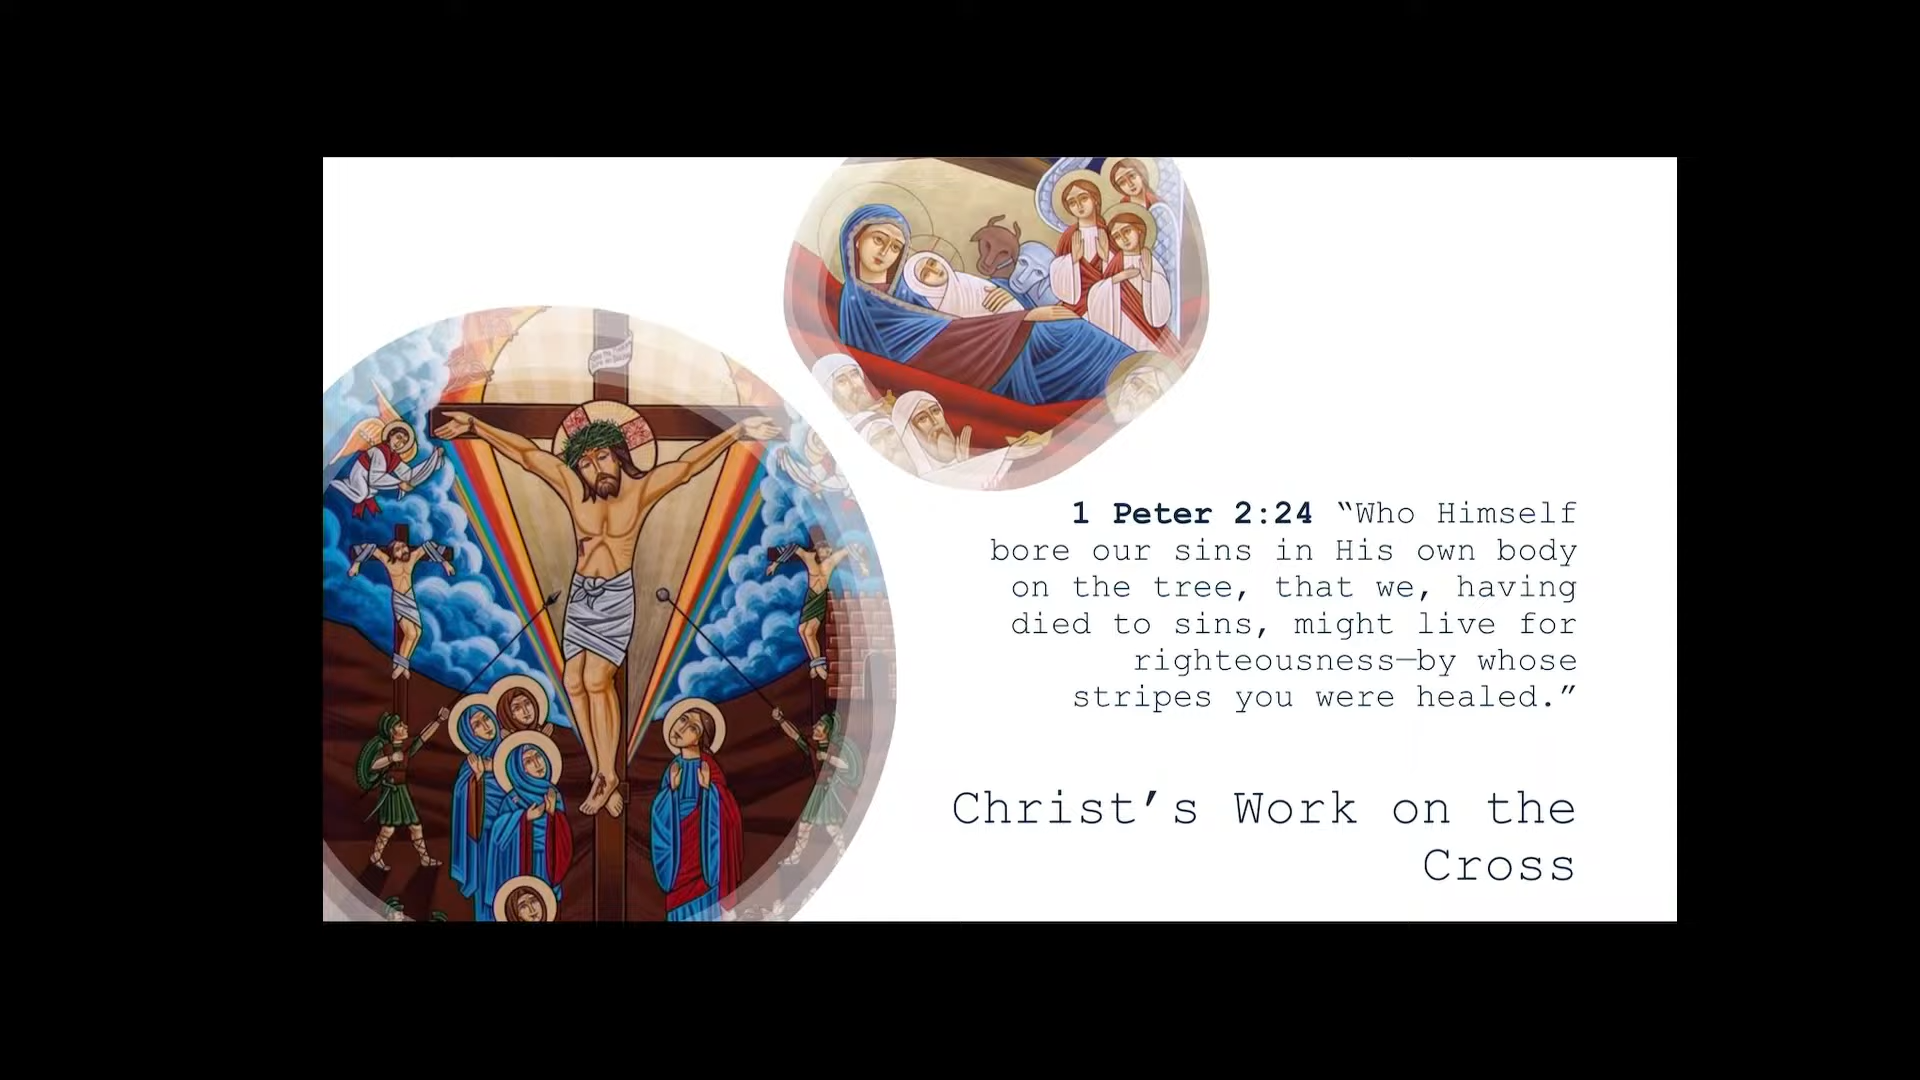 1 Peter 2:24 “Who Himself
bore our sins in His own body
on the tree, that we, having
died to sins, might live for
righteousness—by whose
stripes you were healed.”
Christ’s Work on the
Cross